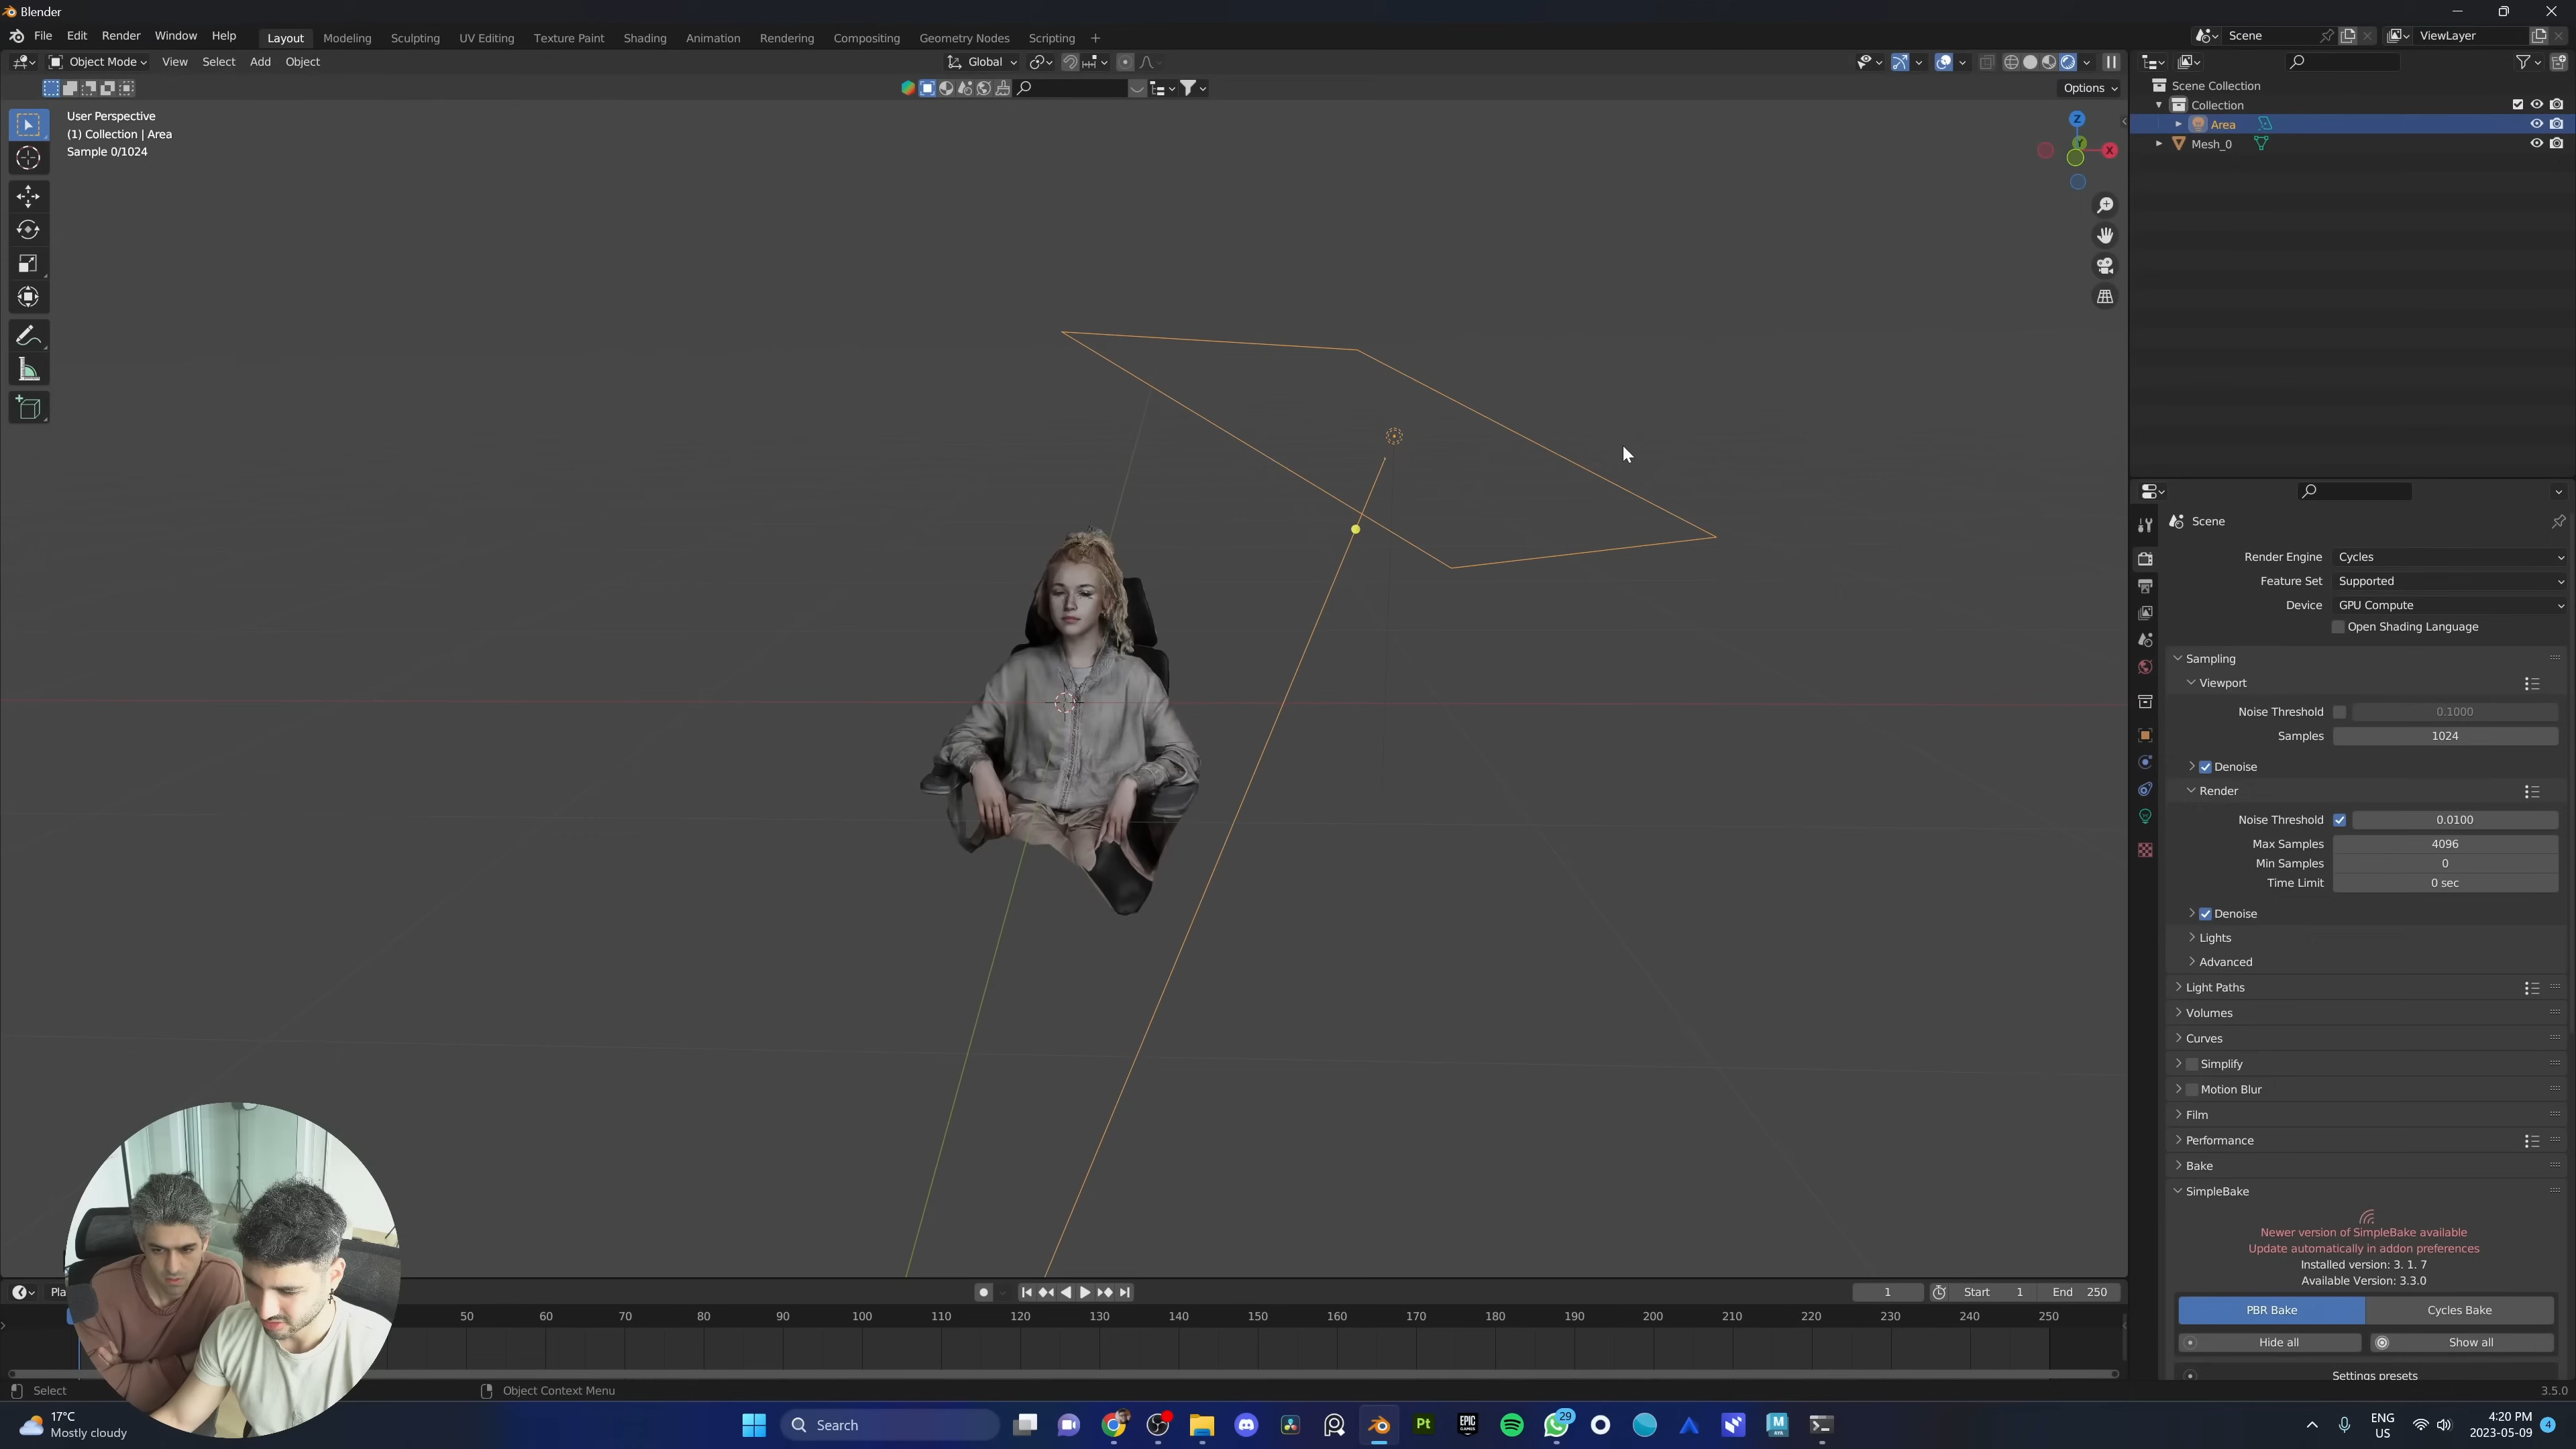 Blender
File Edit Render Window Help
Layout Modeling Sculpting UV Editing Texture Paint Shading Animation Rendering Compositing Geometry Nodes Scripting +
Scene
ViewLayer
Object Mode View Select Add Object
Global
Options
User Perspective
(1) Collection | Area
Sample 0/1024
Z
Y
X
Scene Collection
Collection
Area
Mesh_0
Scene
Render Engine Cycles
Feature Set Supported
Device GPU Compute
Open Shading Language
Sampling
Viewport
Noise Threshold 0.1000
Samples 1024
Denoise
Render
Noise Threshold 0.0100
Max Samples 4096
Min Samples 0
Time Limit 0 sec
Denoise
Lights
Advanced
Light Paths
Volumes
Curves
Simplify
Motion Blur
Film
Performance
Bake
SimpleBake
Newer version of SimpleBake available
Update automatically in addon preferences
Installed version: 3. 1. 7
Available Version: 3.3.0
PBR Bake Cycles Bake
Hide all Show all
Settings presets
Pla
1 Start 1 End 250
50 60 70 80 90 100 110 120 130 140 150 160 170 180 190 200 210 220 230 240 250
Select Object Context Menu
3.5.0
17°C
Mostly cloudy
Search
Pt
EPIC
GAMES
29
M
ENG
US
4:20 PM
2023-05-09
4